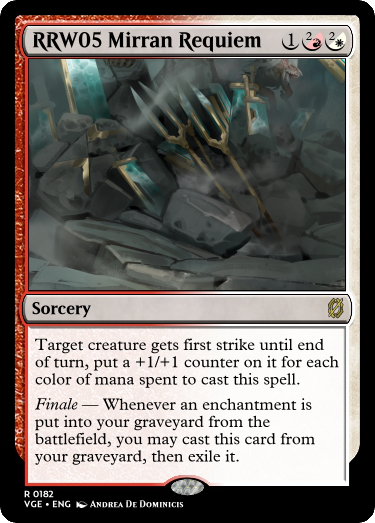 RRW05 Mirran Requiem 1 2 2
Sorcery
Target creature gets first strike until end
of turn, put a +1/+1 counter on it for each
color of mana spent to cast this spell.
Finale — Whenever an enchantment is
put into your graveyard from the
battlefield, you may cast this card from
your graveyard, then exile it.
R 0182
VGE • ENG Andrea De Dominicis